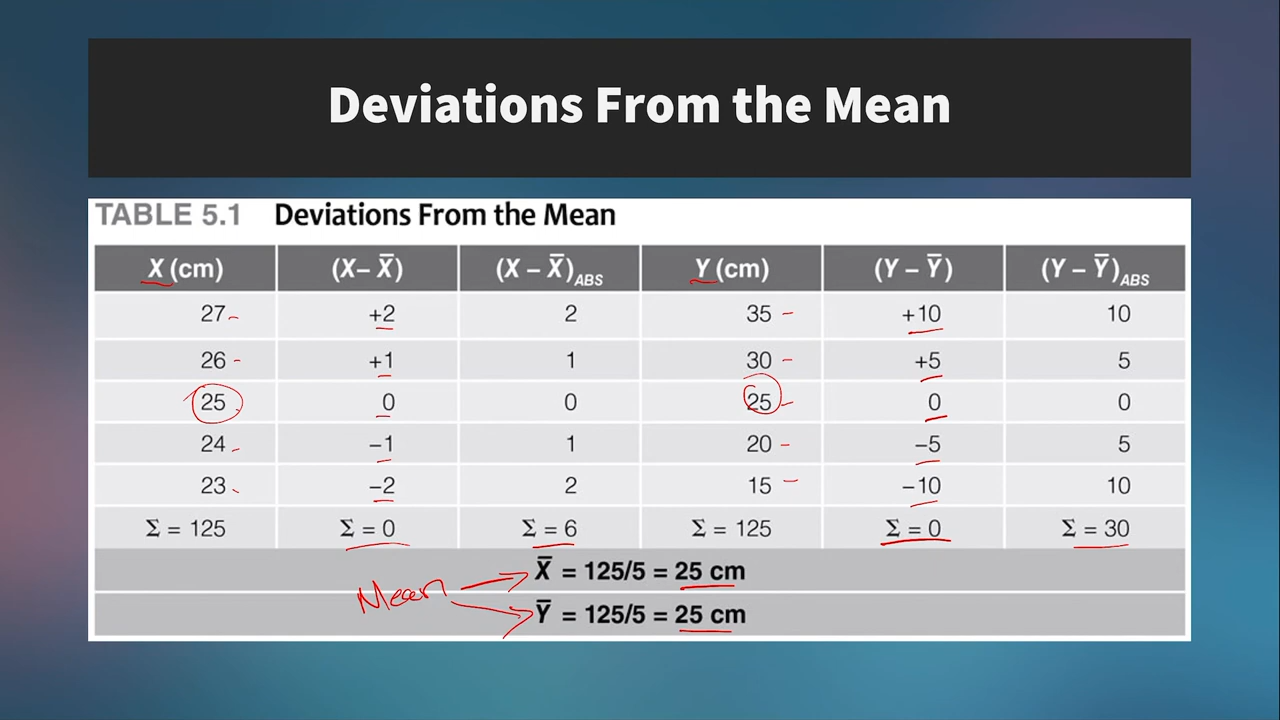 Deviations From the Mean
TABLE 5.1 Deviations From the Mean
X (cm) (X– X̄) (X – X̄)ABS Y (cm) (Y – Ȳ) (Y – Ȳ)ABS
27 +2 2 35 +10 10
26 +1 1 30 +5 5
25 0 0 25 0 0
24 –1 1 20 –5 5
23 –2 2 15 –10 10
Σ = 125 Σ = 0 Σ = 6 Σ = 125 Σ = 0 Σ = 30
X̄ = 125/5 = 25 cm
Mean
Ȳ = 125/5 = 25 cm